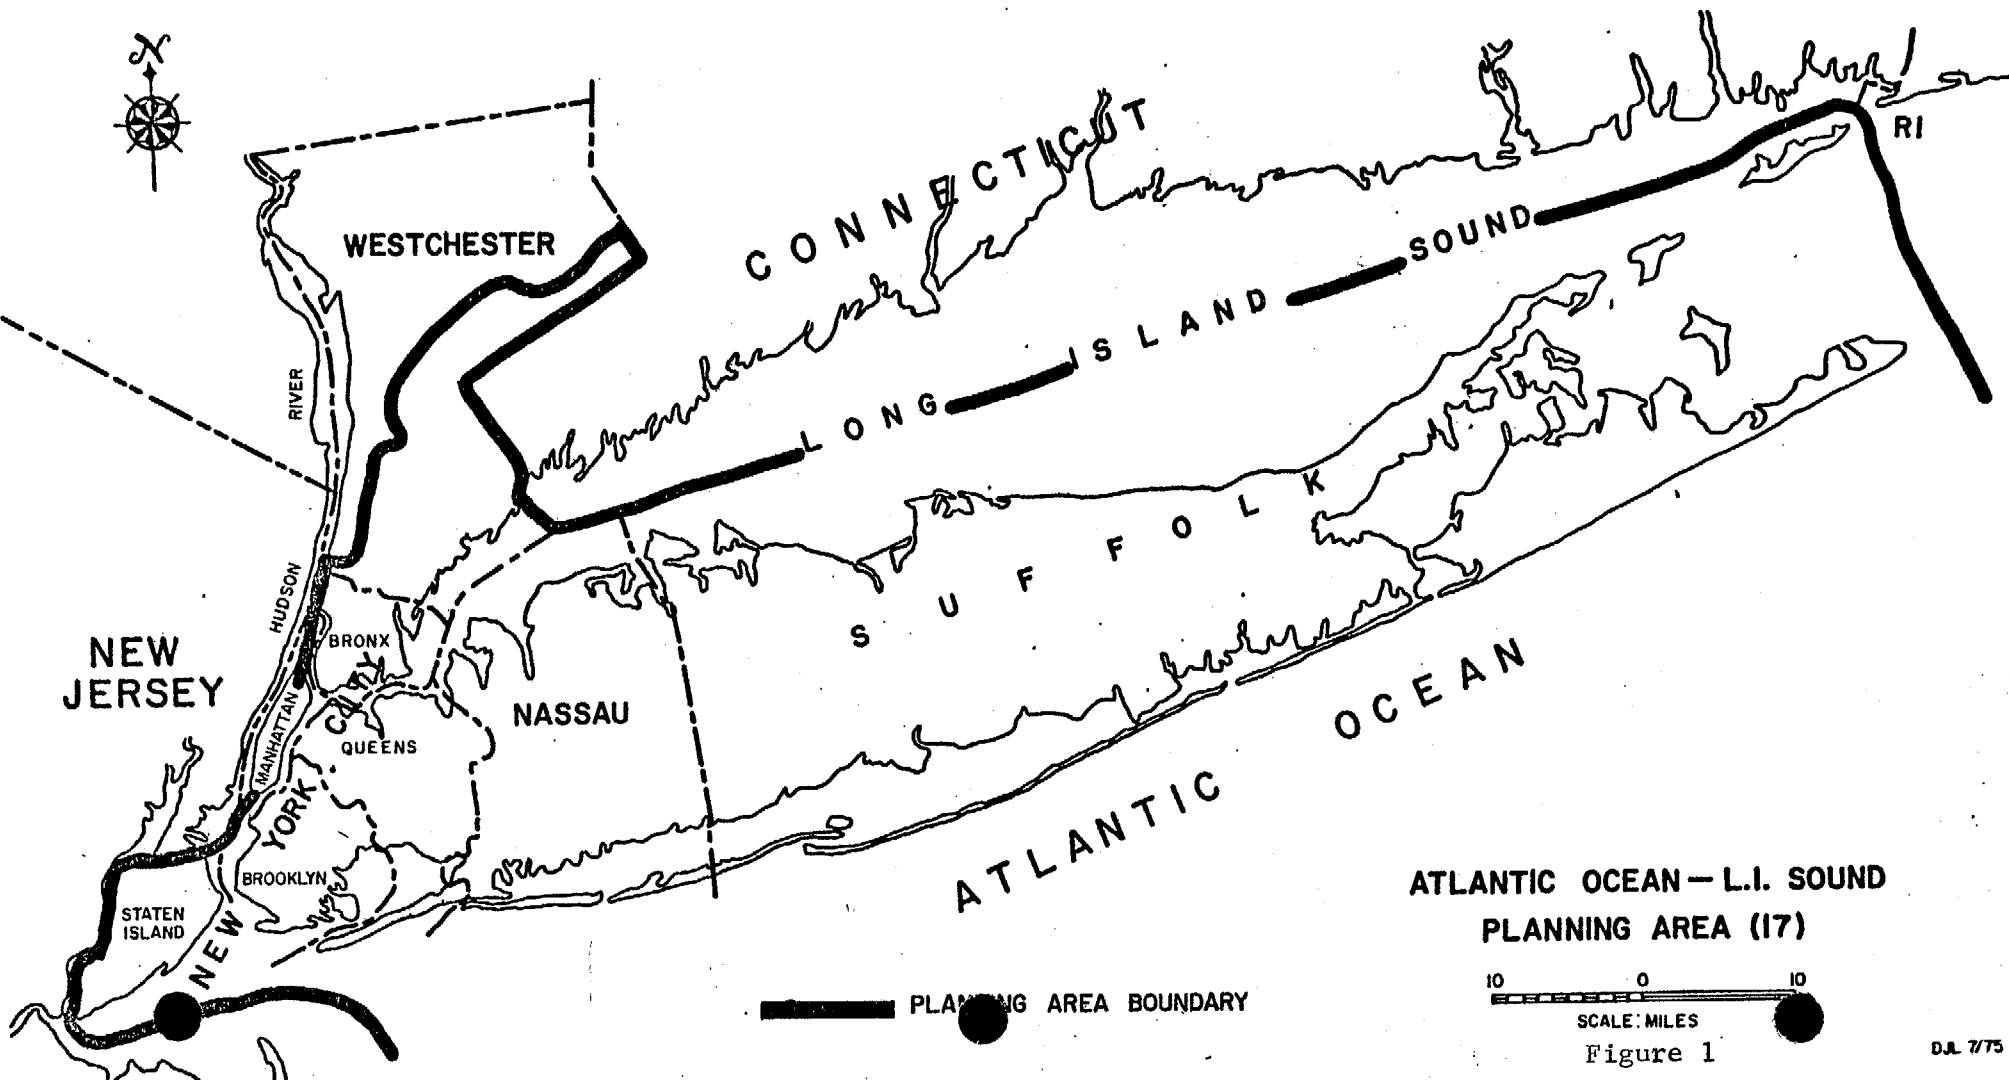 N
CONNECTICUT
RI
WESTCHESTER
LONG ISLAND SOUND
RIVER
HUDSON
SUFFOLK
NEW
JERSEY
BRONX
MANHATTAN
QUEENS
NASSAU
NEW YORK CITY
BROOKLYN
STATEN
ISLAND
ATLANTIC OCEAN
ATLANTIC OCEAN — L.I. SOUND
PLANNING AREA (17)
PLANNING AREA BOUNDARY
10 0 10
SCALE: MILES
Figure 1
DJL 7/75